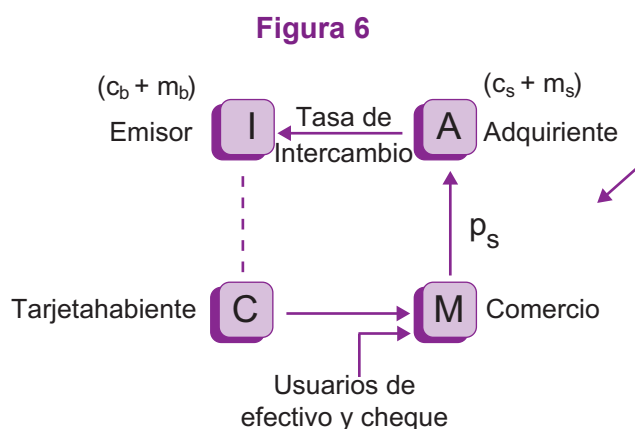 Figura 6
(c_b + m_b)
(c_s + m_s)
Emisor
I
Tasa de
Intercambio
A
Adquiriente
p_s
Tarjetahabiente
C
M
Comercio
Usuarios de
efectivo y cheque